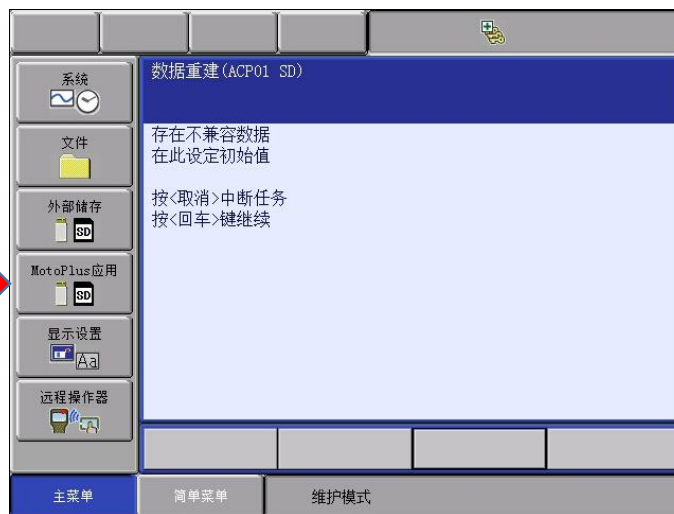 系统
文件
外部储存
SD
MotoPlus应用
SD
显示设置
Aa
远程操作器
数据重建(ACP01 SD)
存在不兼容数据
在此设定初始值
按<取消>中断任务
按<回车>键继续
主菜单
简单菜单
维护模式